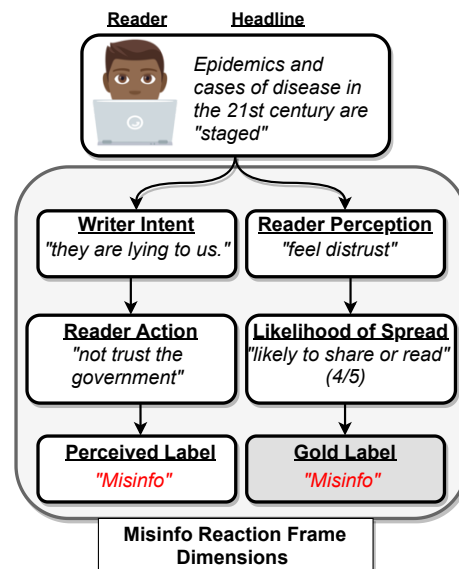 Reader Headline
Epidemics and
cases of disease in
the 21st century are
"staged"
Writer Intent
"they are lying to us."
Reader Perception
"feel distrust"
Reader Action
"not trust the
government"
Likelihood of Spread
"likely to share or read"
(4/5)
Perceived Label
"Misinfo"
Gold Label
"Misinfo"
Misinfo Reaction Frame
Dimensions